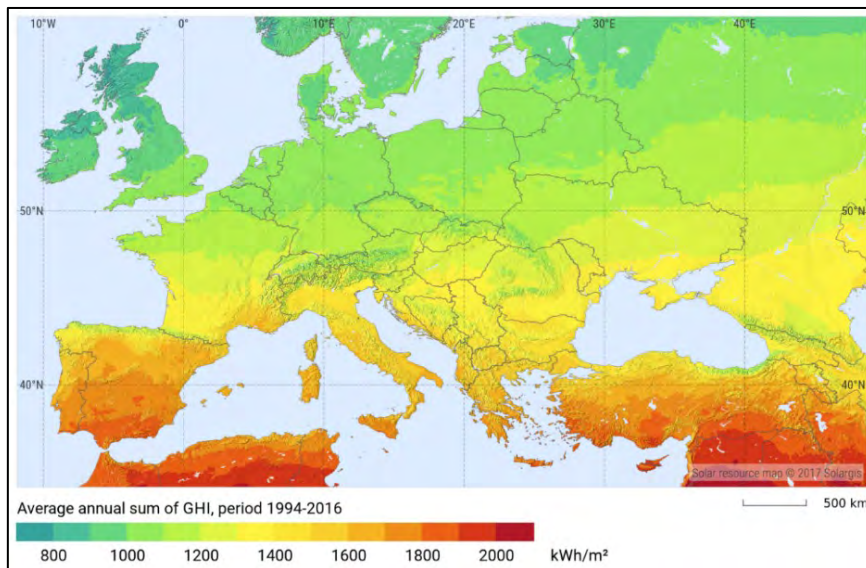 10°W 0° 10°E 20°E 30°E 40°E
50°N 50°N
40°N 40°N
Solar resource map © 2017 Solargis
Average annual sum of GHI, period 1994-2016
500 km
800 1000 1200 1400 1600 1800 2000 kWh/m²